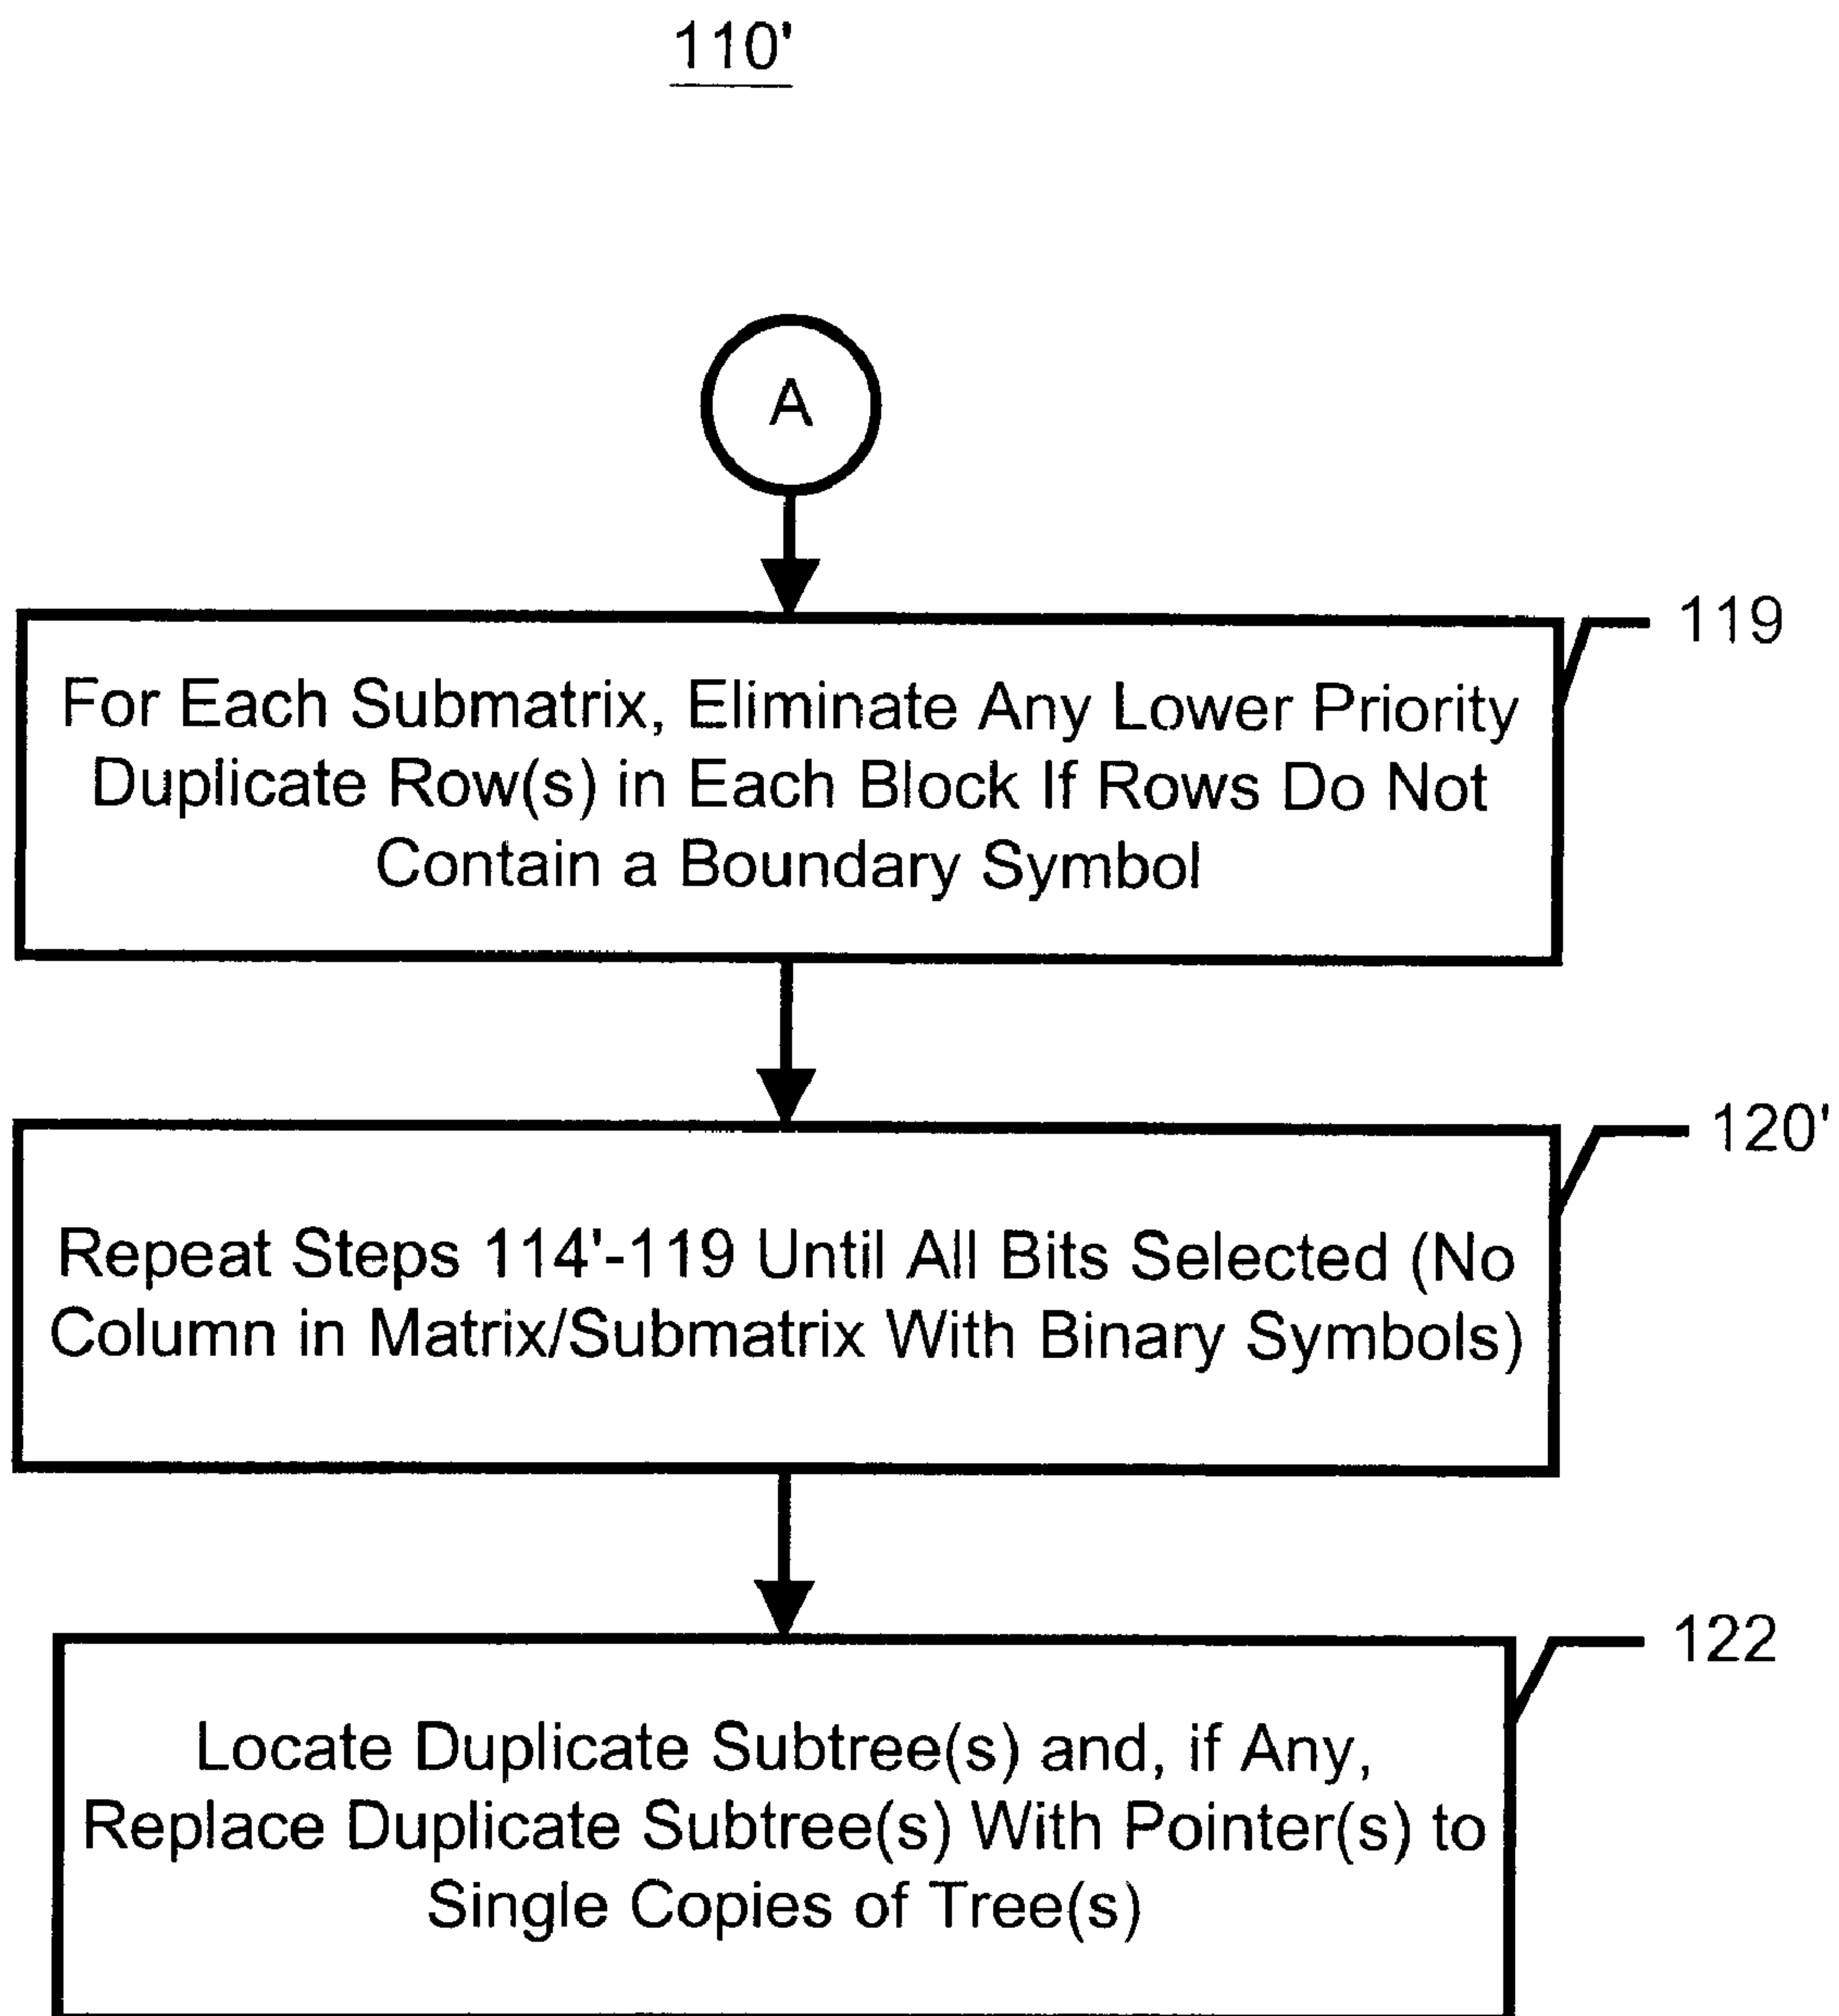 110'
A
119
For Each Submatrix, Eliminate Any Lower Priority
Duplicate Row(s) in Each Block If Rows Do Not
Contain a Boundary Symbol
120'
Repeat Steps 114'-119 Until All Bits Selected (No
Column in Matrix/Submatrix With Binary Symbols)
122
Locate Duplicate Subtree(s) and, if Any,
Replace Duplicate Subtree(s) With Pointer(s) to
Single Copies of Tree(s)